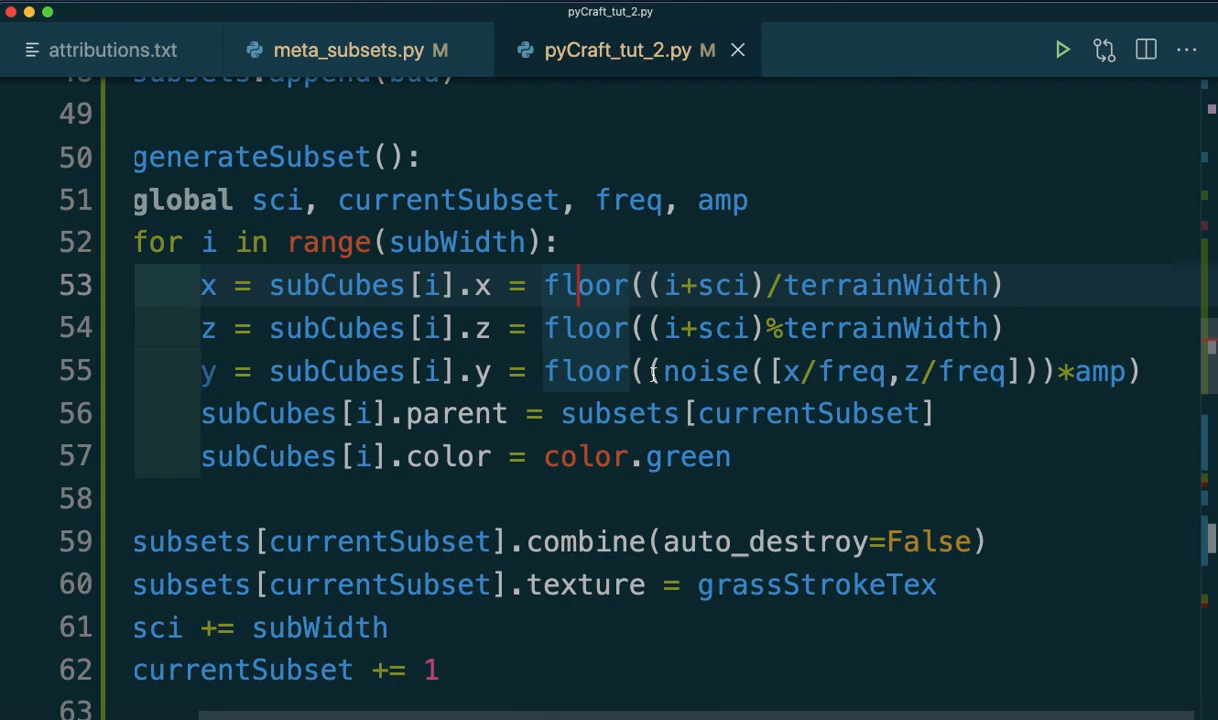 pyCraft_tut_2.py
attributions.txt meta_subsets.py M pyCraft_tut_2.py M
48 subsets.append(bud)
49
50 generateSubset():
51 global sci, currentSubset, freq, amp
52 for i in range(subWidth):
53 x = subCubes[i].x = floor((i+sci)/terrainWidth)
54 z = subCubes[i].z = floor((i+sci)%terrainWidth)
55 y = subCubes[i].y = floor((noise([x/freq,z/freq]))*amp)
56 subCubes[i].parent = subsets[currentSubset]
57 subCubes[i].color = color.green
58
59 subsets[currentSubset].combine(auto_destroy=False)
60 subsets[currentSubset].texture = grassStrokeTex
61 sci += subWidth
62 currentSubset += 1
63